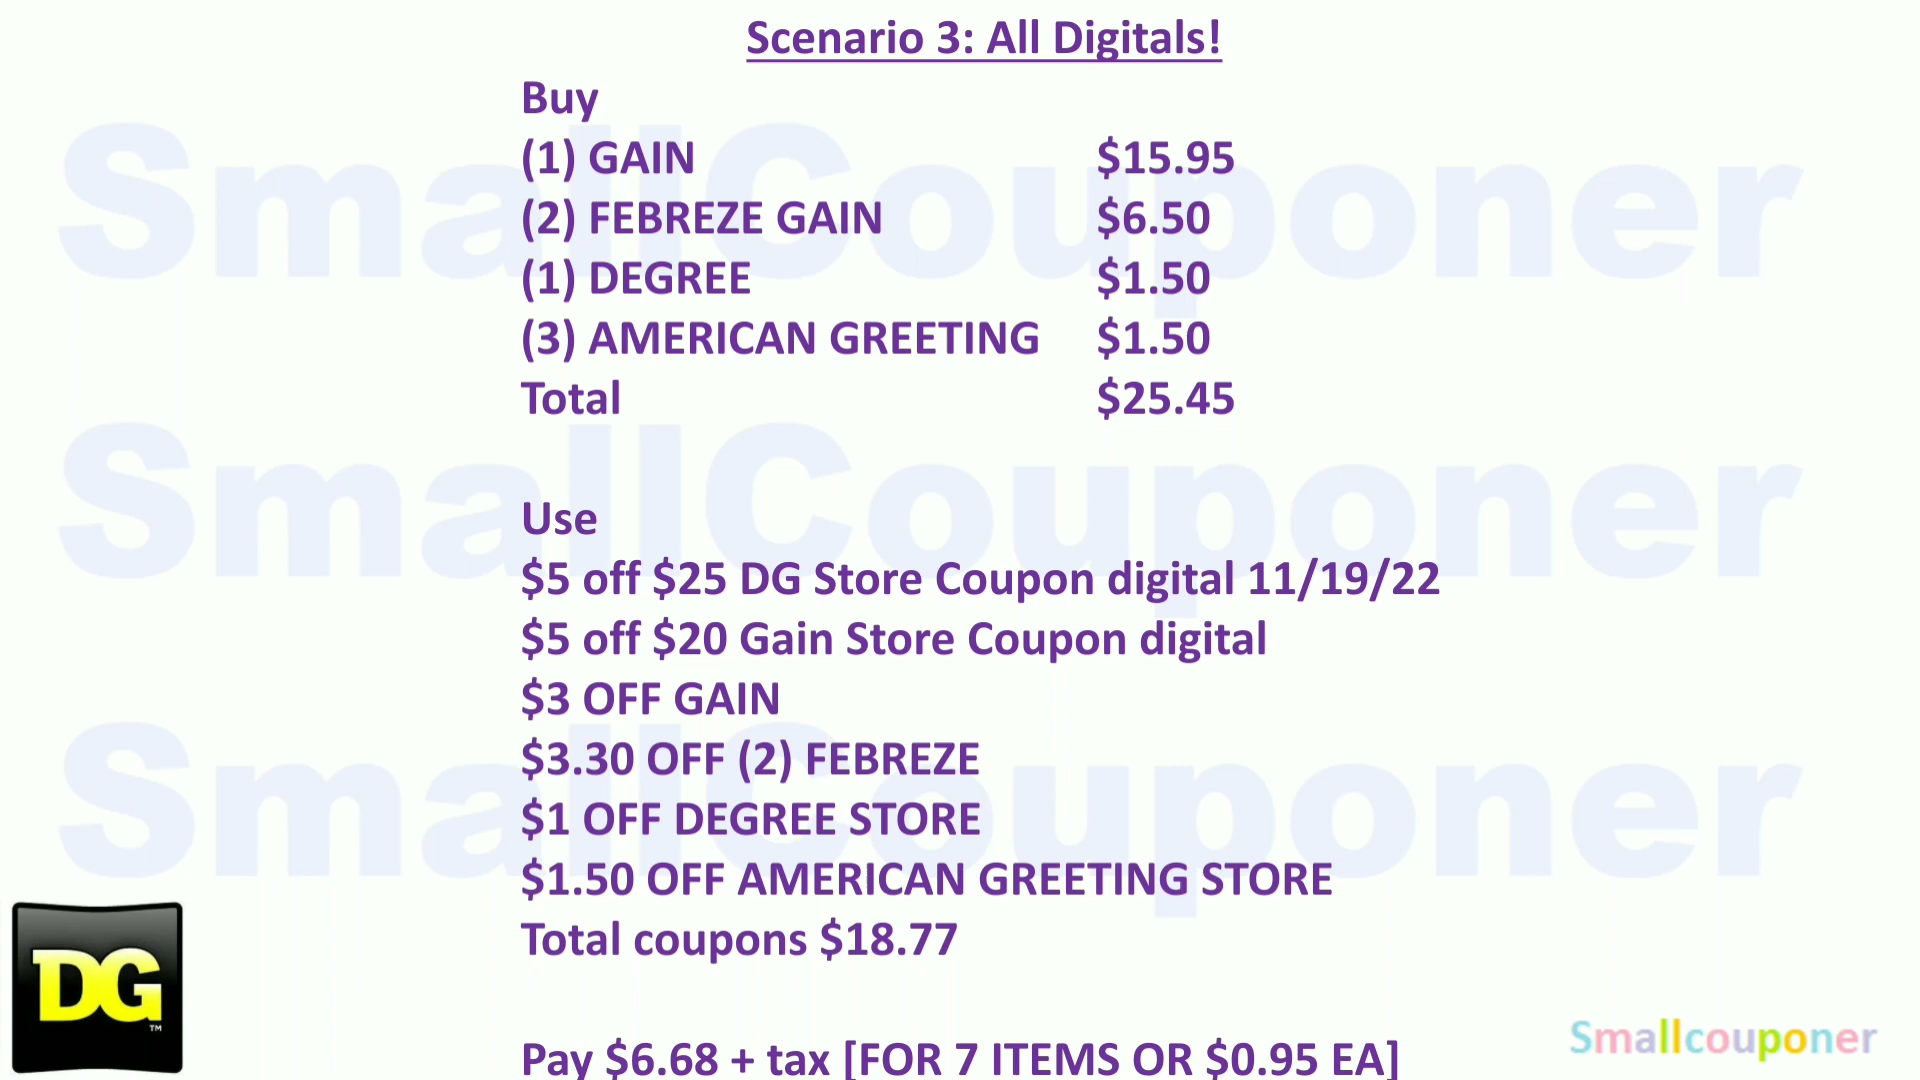 Scenario 3: All Digitals!
Buy
(1) GAIN $15.95
(2) FEBREZE GAIN $6.50
(1) DEGREE $1.50
(3) AMERICAN GREETING $1.50
Total $25.45
SmallCouponer
Use
$5 off $25 DG Store Coupon digital 11/19/22
$5 off $20 Gain Store Coupon digital
$3 OFF GAIN
$3.30 OFF (2) FEBREZE
$1 OFF DEGREE STORE
$1.50 OFF AMERICAN GREETING STORE
Total coupons $18.77
Pay $6.68 + tax [FOR 7 ITEMS OR $0.95 EA]
SmallCouponer
SmallCouponer
DG™
Smallcouponer